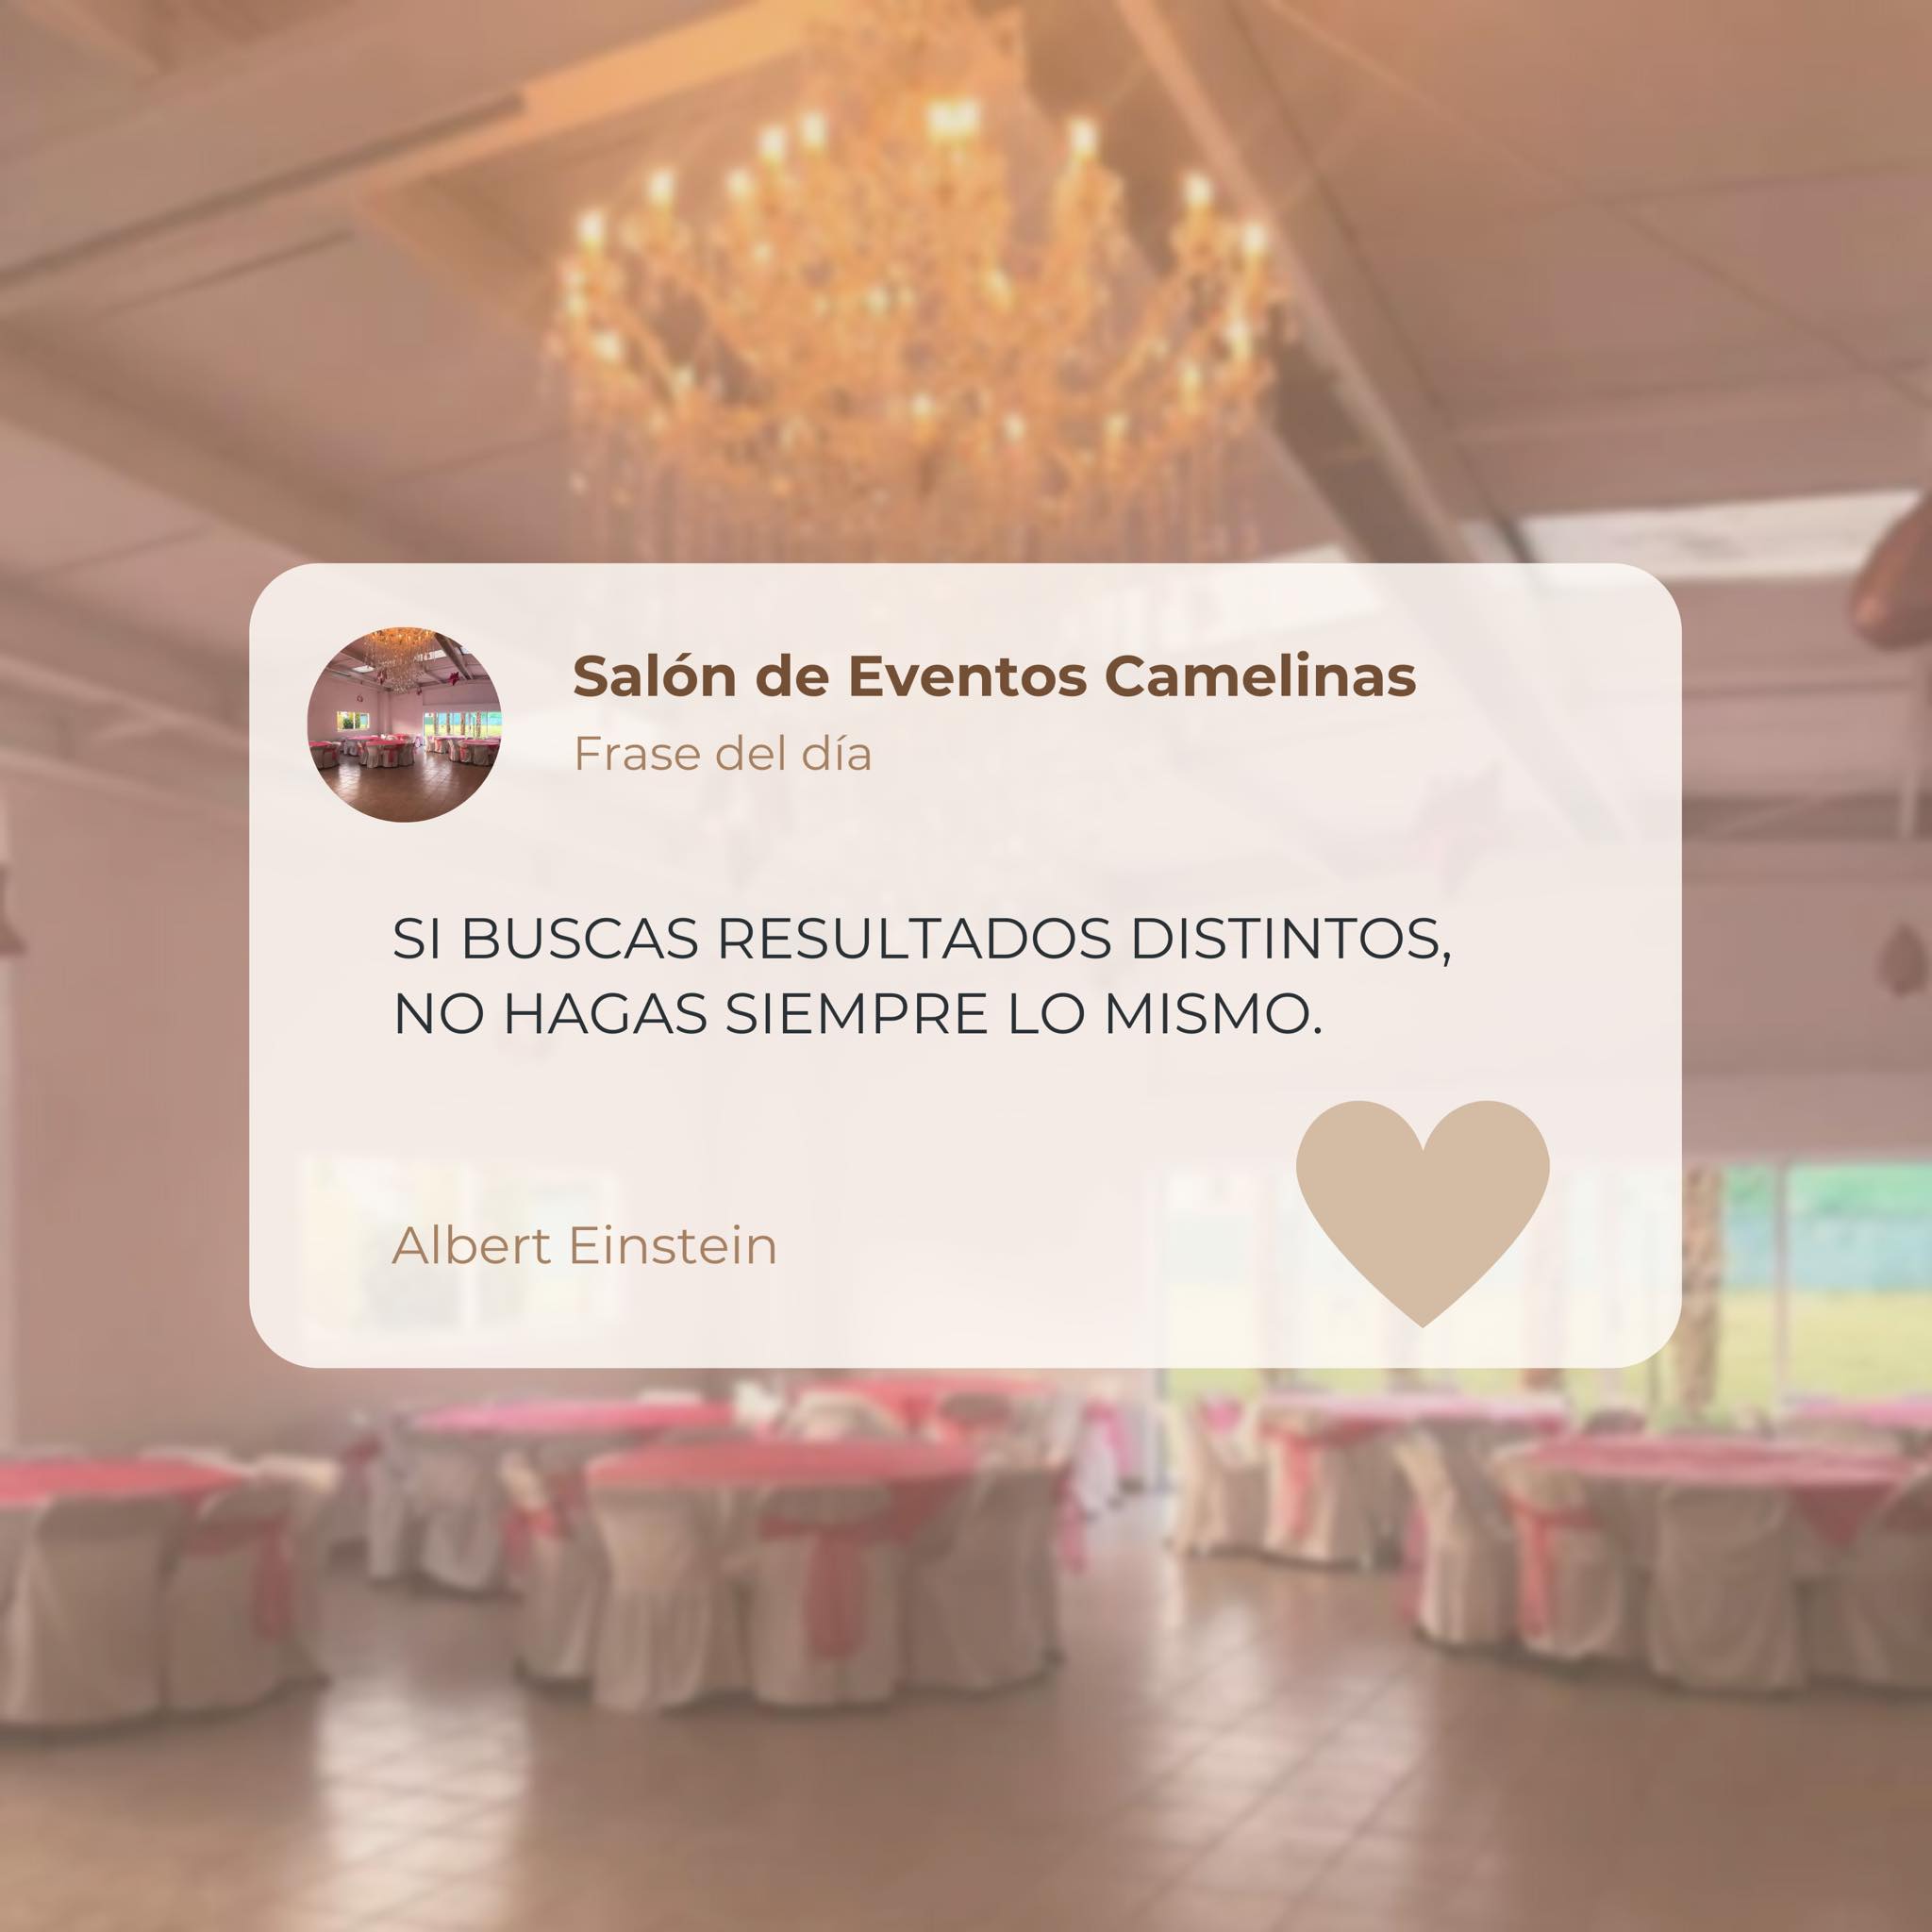 Salón de Eventos Camelinas
Frase del día
SI BUSCAS RESULTADOS DISTINTOS,
NO HAGAS SIEMPRE LO MISMO.
Albert Einstein